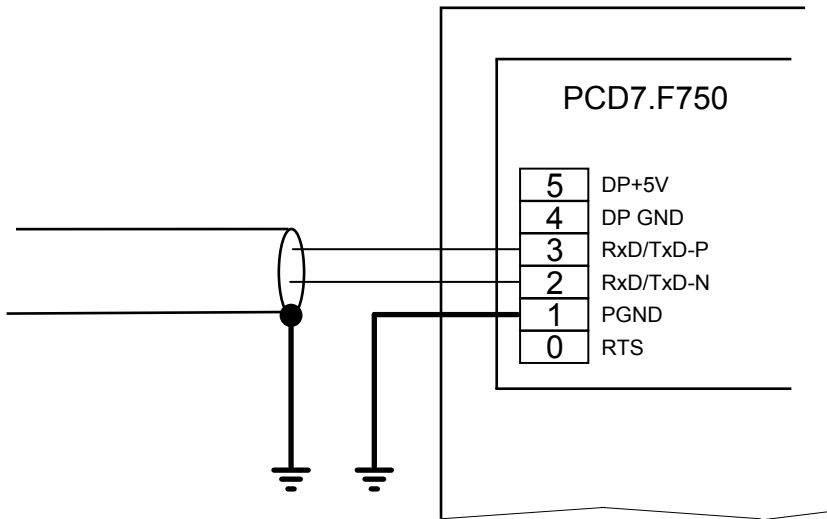 PCD7.F750
5 DP+5V
4 DP GND
3 RxD/TxD-P
2 RxD/TxD-N
1 PGND
0 RTS